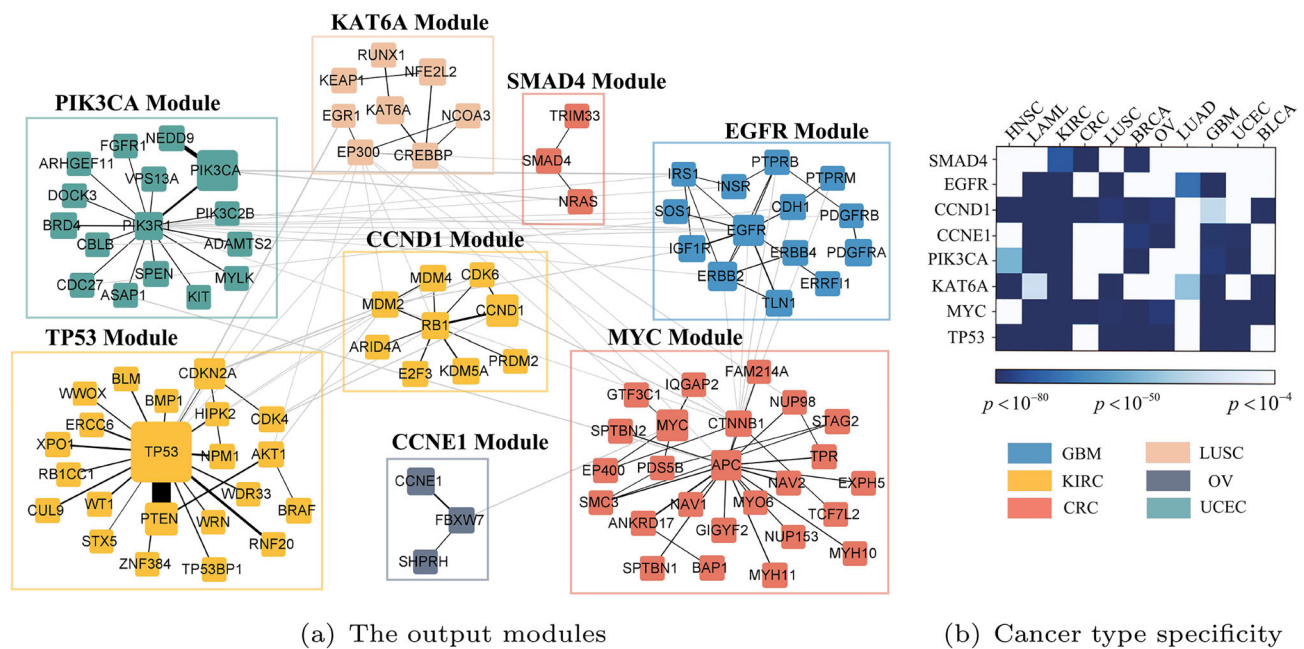 KAT6A Module
RUNX1
KEAP1
NFE2L2
KAT6A
EGR1
NCOA3
EP300
CREBBP
SMAD4 Module
TRIM33
SMAD4
NRAS
PIK3CA Module
NEDD9
FGFR1
PIK3CA
ARHGEF11
VPS13A
DOCK3
PIK3C2B
BRD4
PIK3R1
CBLB
ADAMTS2
SPEN
MYLK
CDC27
ASAP1
KIT
EGFR Module
PTPRB
IRS1
PTPRM
INSR
CDH1
SOS1
PDGFRB
EGFR
IGF1R
ERBB4
PDGFRA
ERBB2
ERRFI1
TLN1
CCND1 Module
MDM4
CDK6
MDM2
CCND1
RB1
ARID4A
PRDM2
E2F3
KDM5A
TP53 Module
BLM
CDKN2A
WWOX
BMP1
HIPK2
CDK4
ERCC6
XPO1
TP53
NPM1
AKT1
RB1CC1
WDR33
CUL9
WT1
PTEN
WRN
BRAF
STX5
RNF20
ZNF384
TP53BP1
CCNE1 Module
CCNE1
FBXW7
SHPRH
MYC Module
FAM214A
IQGAP2
GTF3C1
NUP98
CTNNB1
STAG2
SPTBN2
MYC
TPR
EP400
PDS5B
APC
NAV2
EXPH5
SMC3
NAV1
MYO6
TCF7L2
ANKRD17
GIGYF2
NUP153
MYH10
SPTBN1
BAP1
MYH11
(a) The output modules
HNSC
LAML
KIRC
CRC
LUSC
BRCA
OV
LUAD
GBM
UCEC
BLCA
SMAD4
EGFR
CCND1
CCNE1
PIK3CA
KAT6A
MYC
TP53
p < 10⁻⁸⁰ p < 10⁻⁵⁰ p < 10⁻⁴
GBM LUSC
KIRC OV
CRC UCEC
(b) Cancer type specificity